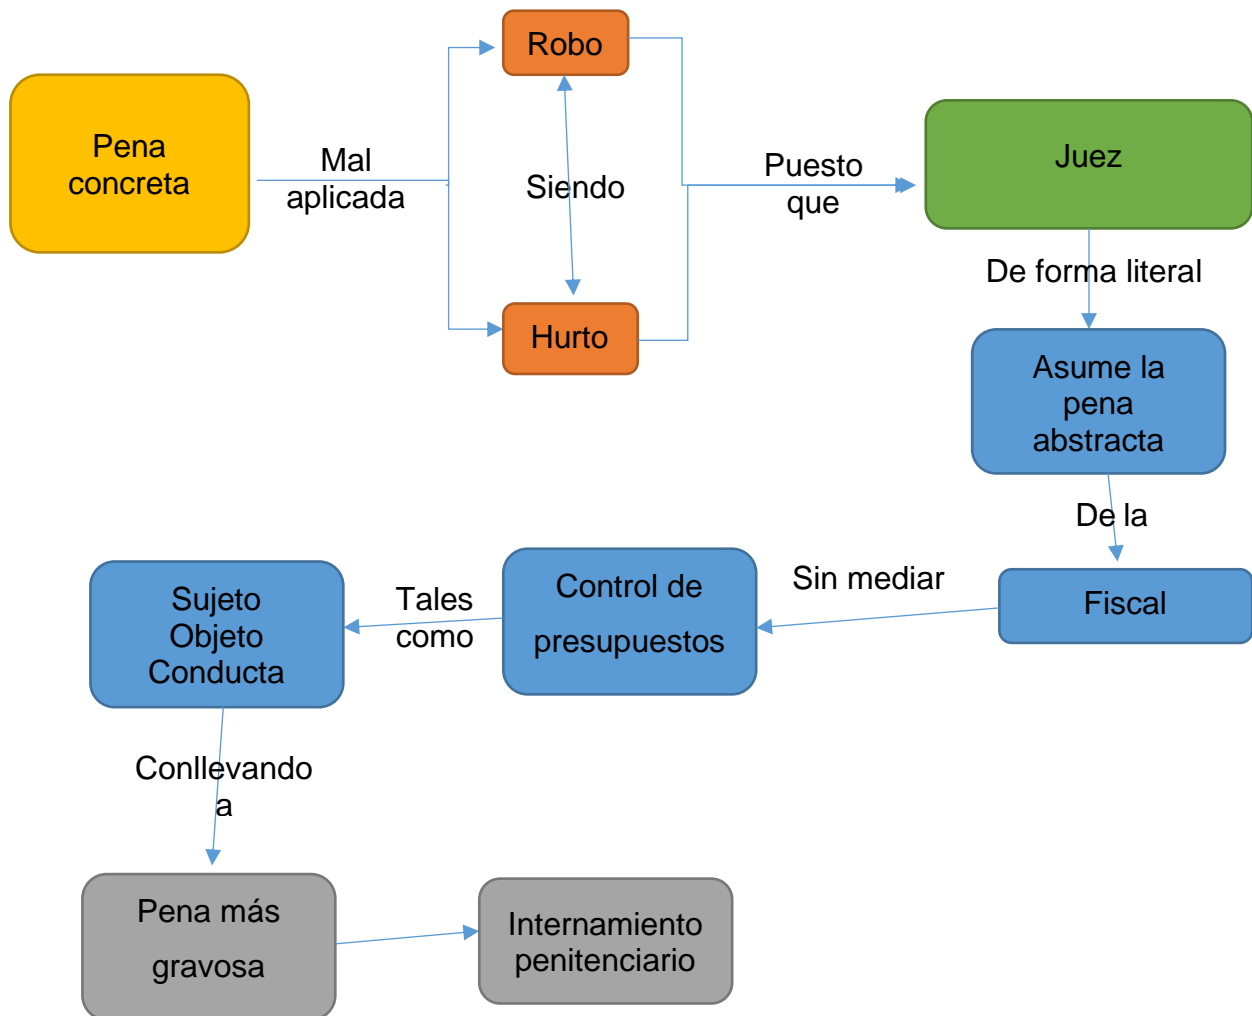 Pena
concreta
Mal
aplicada
Robo
Siendo
Hurto
Puesto
que
Juez
De forma literal
Asume la
pena
abstracta
De la
Fiscal
Sin mediar
Control de
presupuestos
Tales
como
Sujeto
Objeto
Conducta
Conllevando
a
Pena más
gravosa
Internamiento
penitenciario